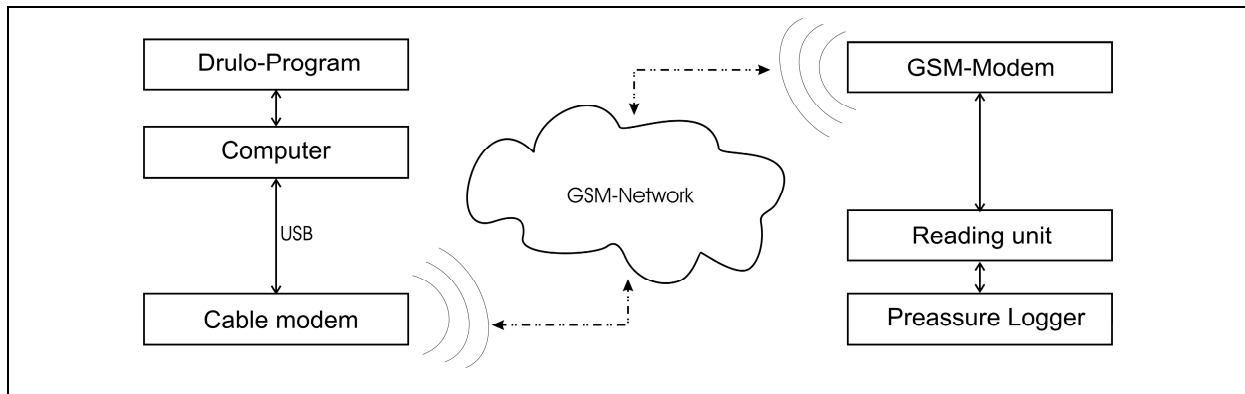 Drulo-Program
Computer
USB
Cable modem
GSM-Network
GSM-Modem
Reading unit
Preassure Logger